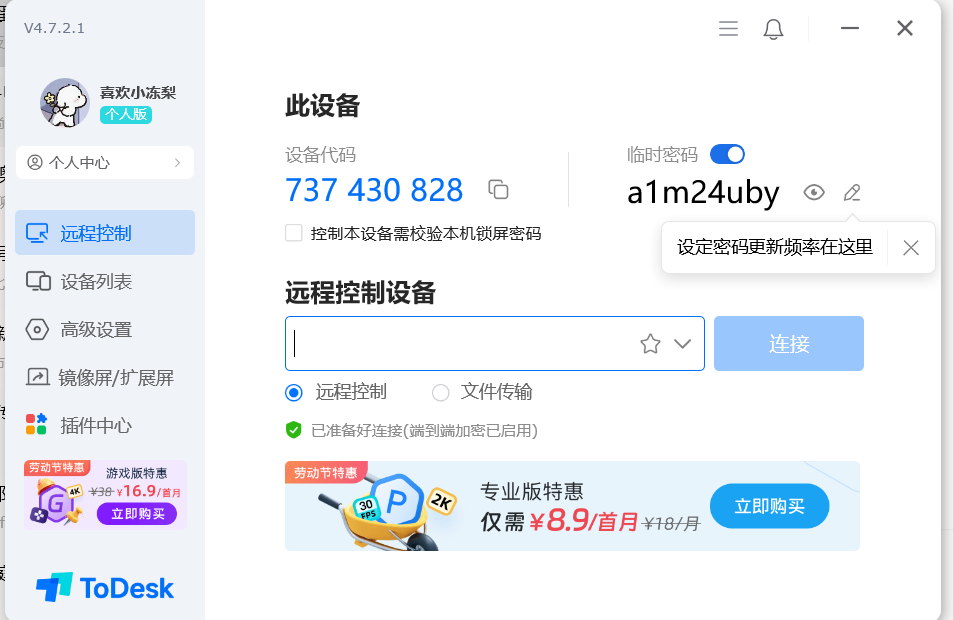 V4.7.2.1
喜欢小冻梨
个人版
个人中心
远程控制
设备列表
高级设置
镜像屏/扩展屏
插件中心
劳动节特惠
游戏版特惠
4K
G
¥38 ¥16.9/首月
立即购买
ToDesk
此设备
设备代码
737 430 828
控制本设备需校验本机锁屏密码
临时密码
a1m24uby
设定密码更新频率在这里
远程控制设备
连接
远程控制
文件传输
已准备好连接(端到端加密已启用)
劳动节特惠
30
FPS
P
2K
专业版特惠
仅需¥8.9/首月 ¥18/月
立即购买